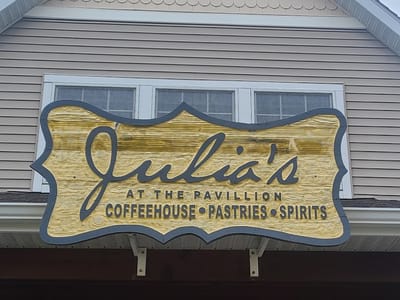 Julia's
AT THE PAVILLION
COFFEEHOUSE • PASTRIES • SPIRITS